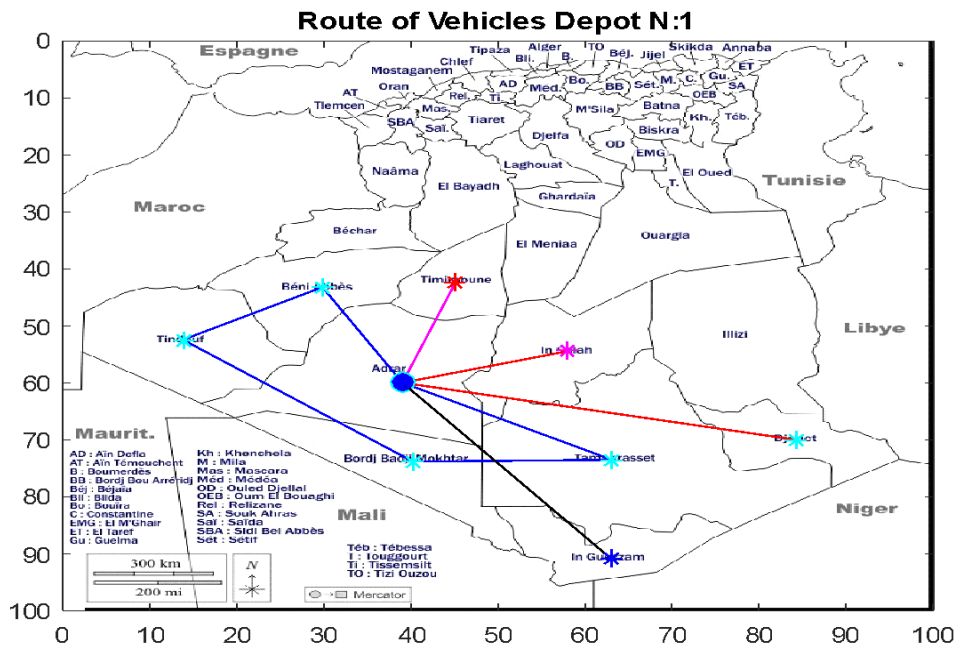 Route of Vehicles Depot N:1
0
10
20
30
40
50
60
70
80
90
100
0 10 20 30 40 50 60 70 80 90 100
Espagne
Maroc
Tunisie
Libye
Maurit.
Mali
Niger
Tipaza Alger TO Béj. Jijel Skikda Annaba
Chlef Bli. B. ET
Mostaganem AD Bo. BB Sét. M. C. Gu. SA
Oran Rel. Ti. Med. OEB
AT Mas. M'Sila Batna Kh. Téb.
Tlemcen SBA Saï. Tiaret Djelfa Biskra
OD EMG
Naâma El Bayadh Laghouat T. El Oued
Ghardaïa
Béchar El Meniaa Ouargla
Béni Abbès
Illizi
Adrar
Bordj Badji Mokhtar
AD : Aïn Defla
AT : Aïn Témouchent
B : Boumerdès
BB : Bordj Bou Arréridj
Béj : Béjaïa
Bli : Blida
Bo : Bouira
C : Constantine
EMG : El M'Ghair
ET : El Taref
Gu : Guelma
Kh : Khenchela
M : Mila
Mas : Mascara
Méd : Médéa
OD : Ouled Djellal
OEB : Oum El Bouaghi
Rel : Relizane
SA : Souk Ahras
Saï : Saïda
SBA : Sidi Bel Abbès
Sét : Sétif
Téb : Tébessa
T : Touggourt
Ti : Tissemsilt
TO : Tizi Ouzou
300 km
200 mi
N
Mercator